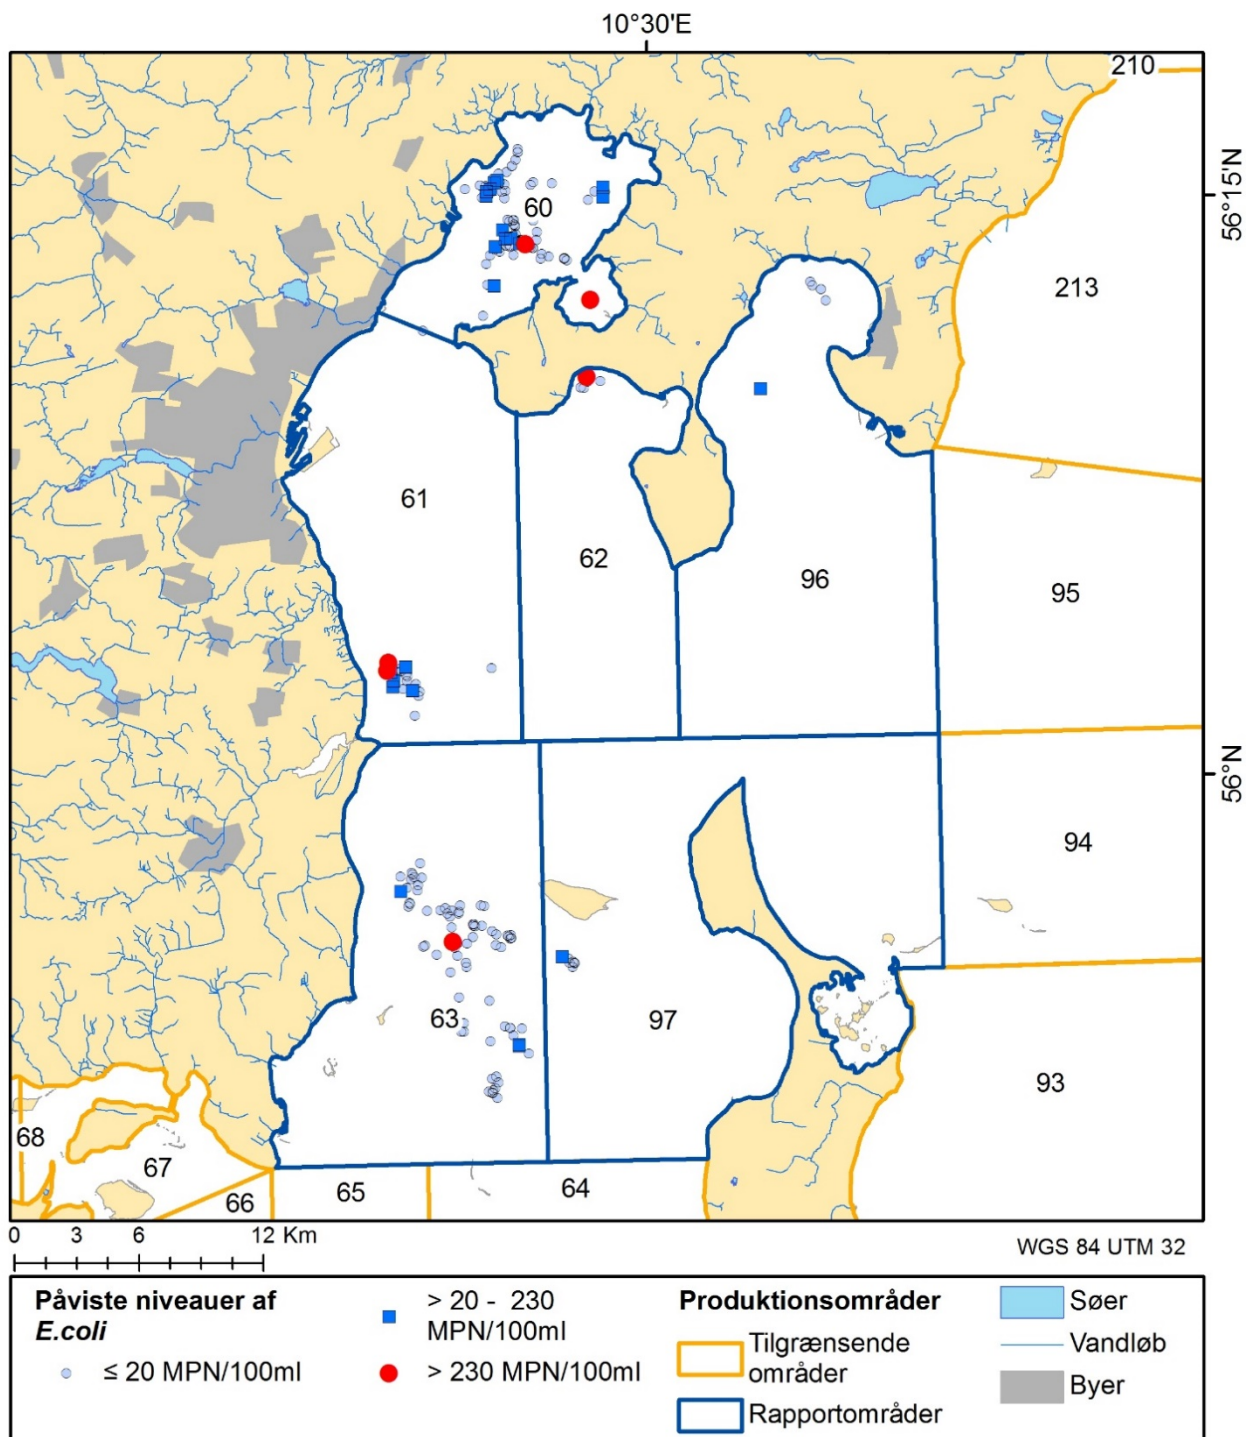 10°30'E
210
56°15'N
60
213
61
62
96
95
56°N
94
63
97
93
68
67
66
65
64
0 3 6 12 Km
WGS 84 UTM 32
Påviste niveauer af
E.coli
≤ 20 MPN/100ml
> 20 - 230
MPN/100ml
> 230 MPN/100ml
Produktionsområder
Tilgrænsende
områder
Rapportområder
Søer
Vandløb
Byer